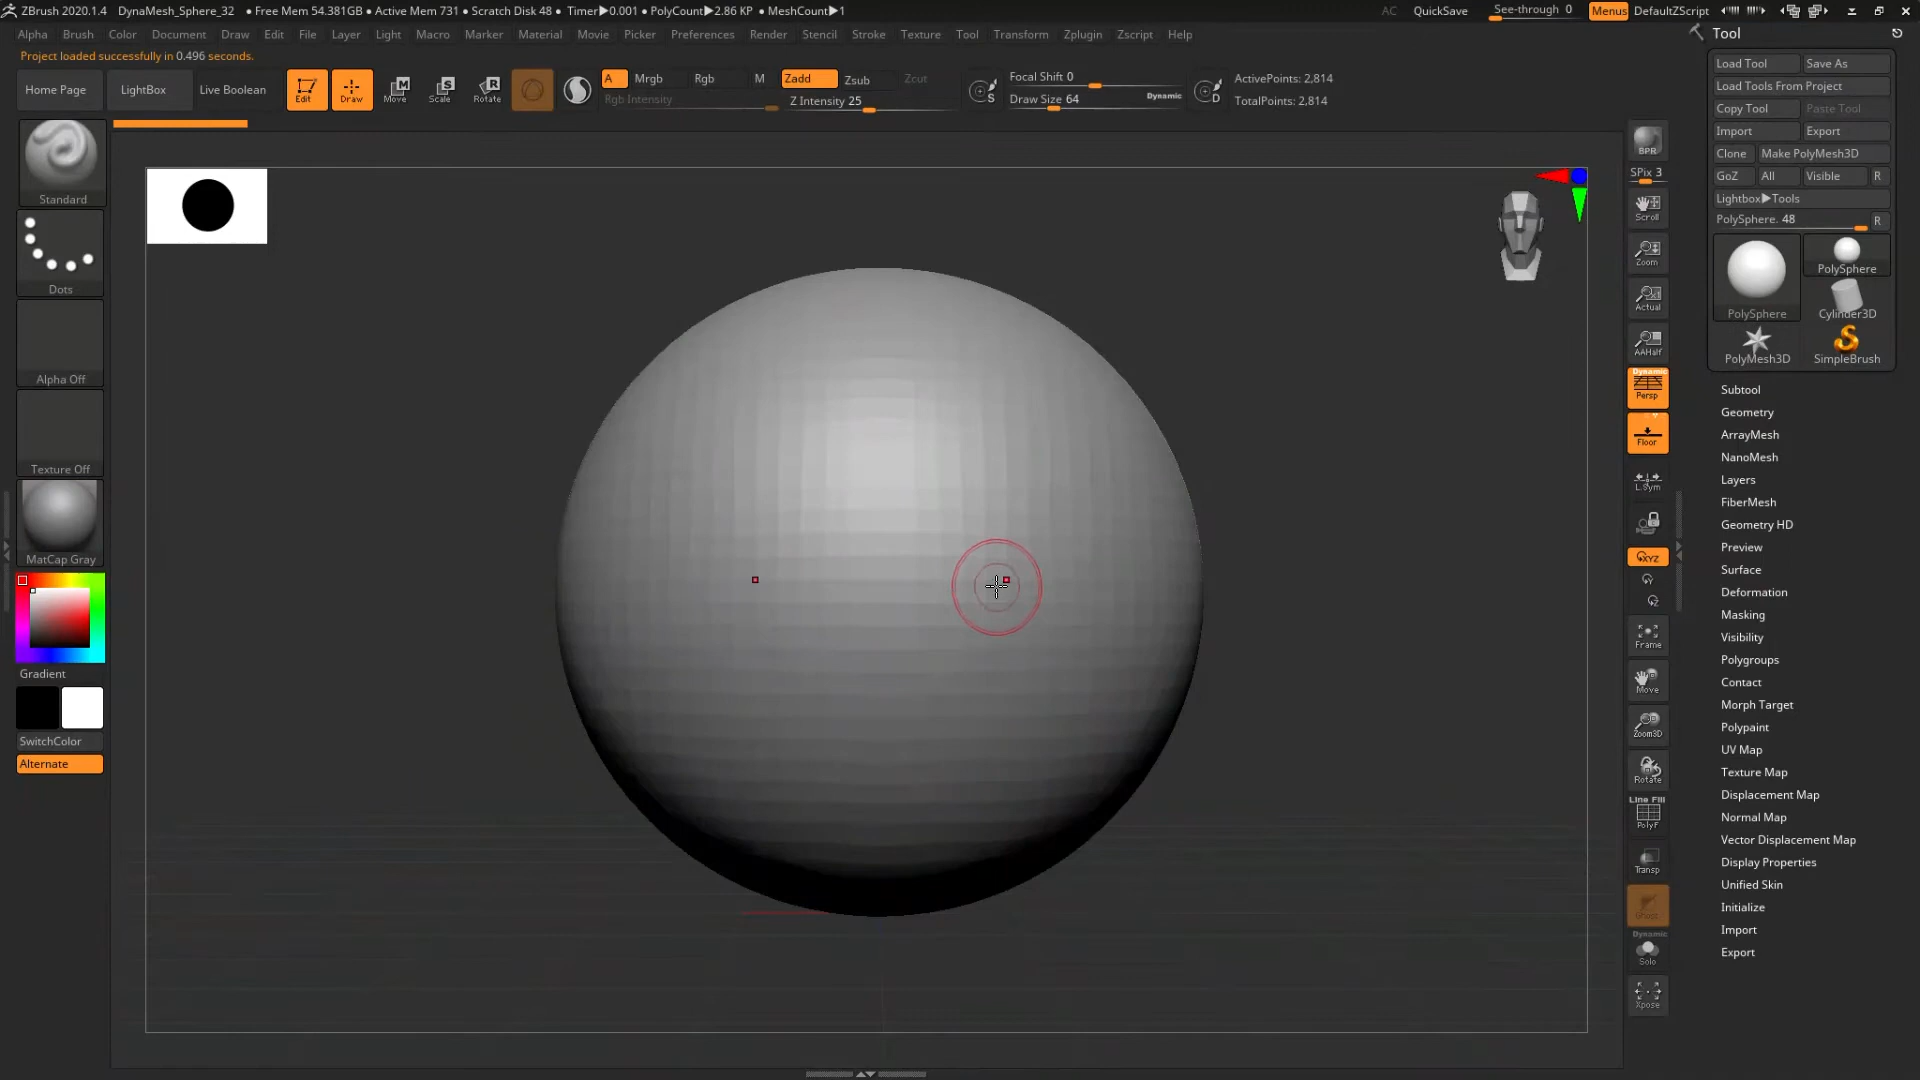 ZBrush 2020.1.4 DynaMesh_Sphere_32 • Free Mem 54.381GB • Active Mem 731 • Scratch Disk 48 • Timer▶0.001 • PolyCount▶2.86 KP • MeshCount▶1 AC QuickSave See-through 0 Menus DefaultZScript
Alpha Brush Color Document Draw Edit File Layer Light Macro Marker Material Movie Picker Preferences Render Stencil Stroke Texture Tool Transform Zplugin Zscript Help
Project loaded successfully in 0.496 seconds.
Home Page LightBox Live Boolean Edit Draw Move Scale Rotate
M S R
A Mrgb Rgb M Zadd Zsub Zcut
Rgb Intensity Z Intensity 25
S Focal Shift 0
Draw Size 64 Dynamic
D ActivePoints: 2,814
TotalPoints: 2,814
Standard
Dots
Alpha Off
Texture Off
MatCap Gray
Gradient
SwitchColor
Alternate
BPR
SPix 3
Scroll
Zoom
Actual
AAHalf
Dynamic
Persp
Floor
L.Sym
XYZ
Y
Z
Frame
Move
Zoom3D
Rotate
Line Fill
PolyF
Transp
Ghost
Dynamic
Solo
Xpose
Tool
Load Tool Save As
Load Tools From Project
Copy Tool Paste Tool
Import Export
Clone Make PolyMesh3D
GoZ All Visible R
Lightbox▶Tools
PolySphere. 48 R
PolySphere PolySphere
Cylinder3D
PolyMesh3D SimpleBrush
Subtool
Geometry
ArrayMesh
NanoMesh
Layers
FiberMesh
Geometry HD
Preview
Surface
Deformation
Masking
Visibility
Polygroups
Contact
Morph Target
Polypaint
UV Map
Texture Map
Displacement Map
Normal Map
Vector Displacement Map
Display Properties
Unified Skin
Initialize
Import
Export